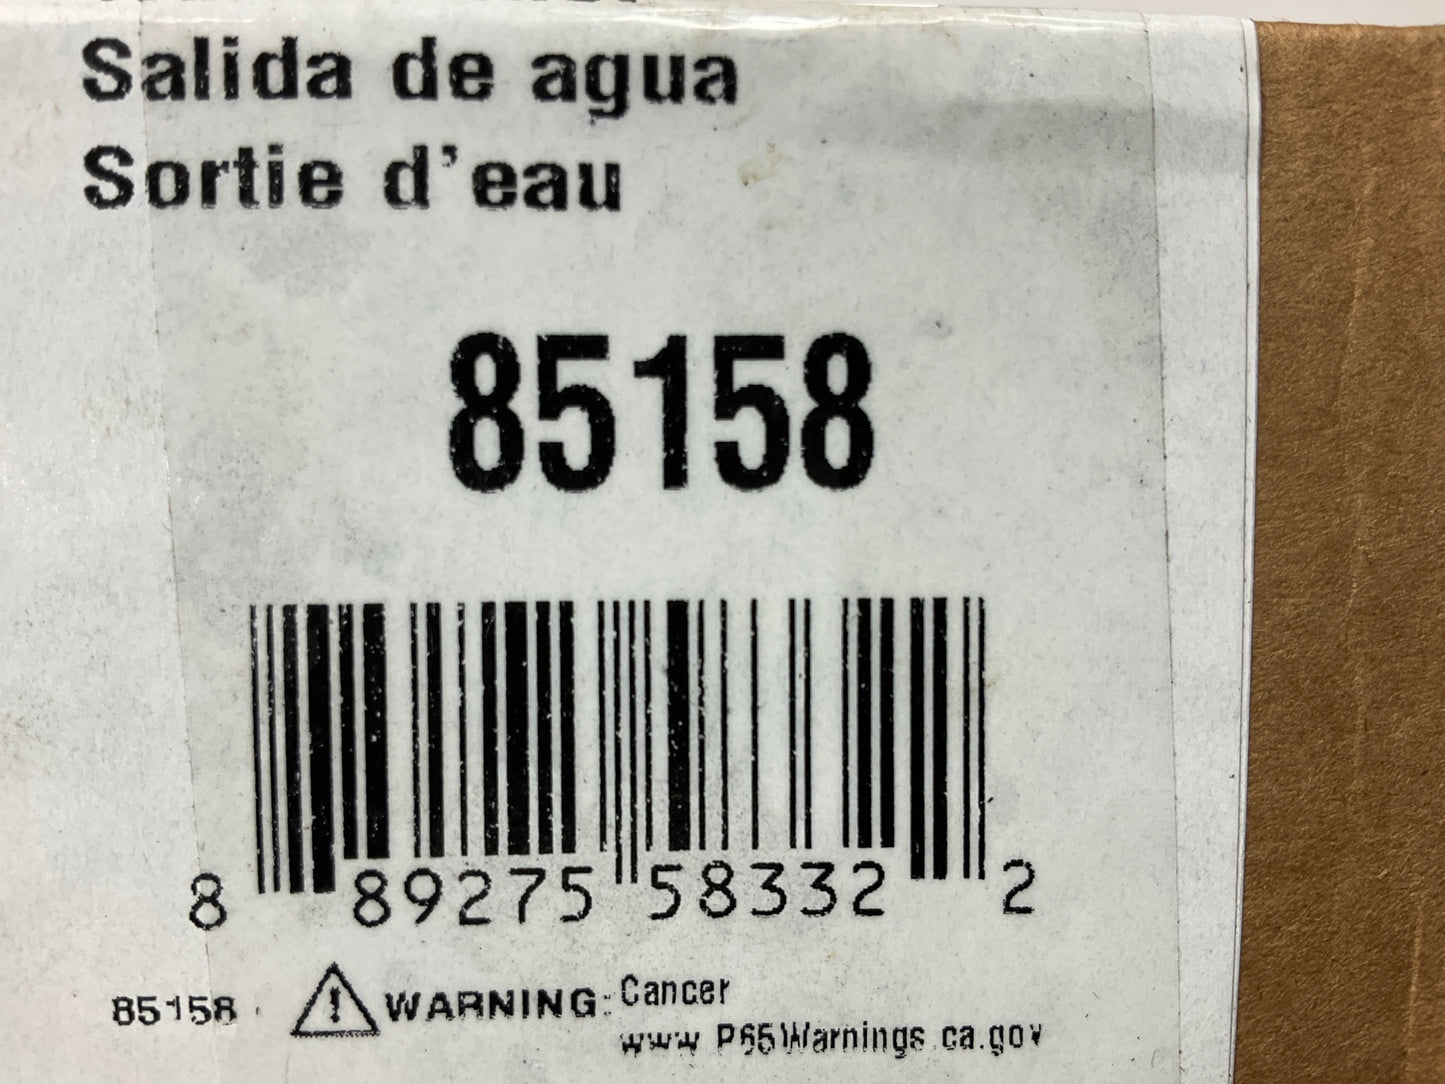 Salida de agua
Sortie d'eau
85158
8 89275 58332 2
85158 WARNING: Cancer
www.P65Warnings.ca.gov